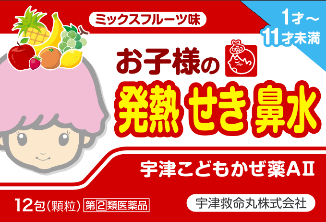 ミックスフルーツ味
1才～
11才未満
お子様の
発熱 せき 鼻水
宇津こどもかぜ薬AⅡ
12包(顆粒) 第②類医薬品
宇津救命丸株式会社